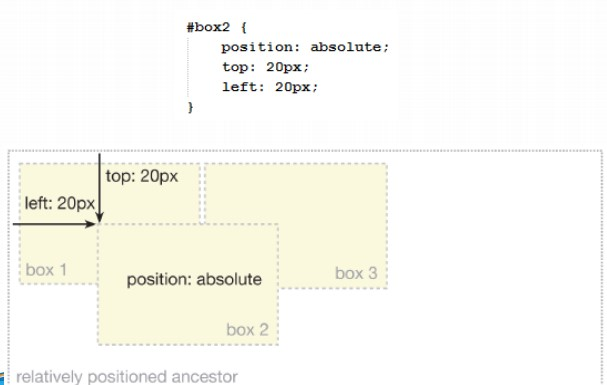 #box2 {
position: absolute;
top: 20px;
left: 20px;
}
top: 20px
left: 20px
box 1
position: absolute
box 3
box 2
relatively positioned ancestor